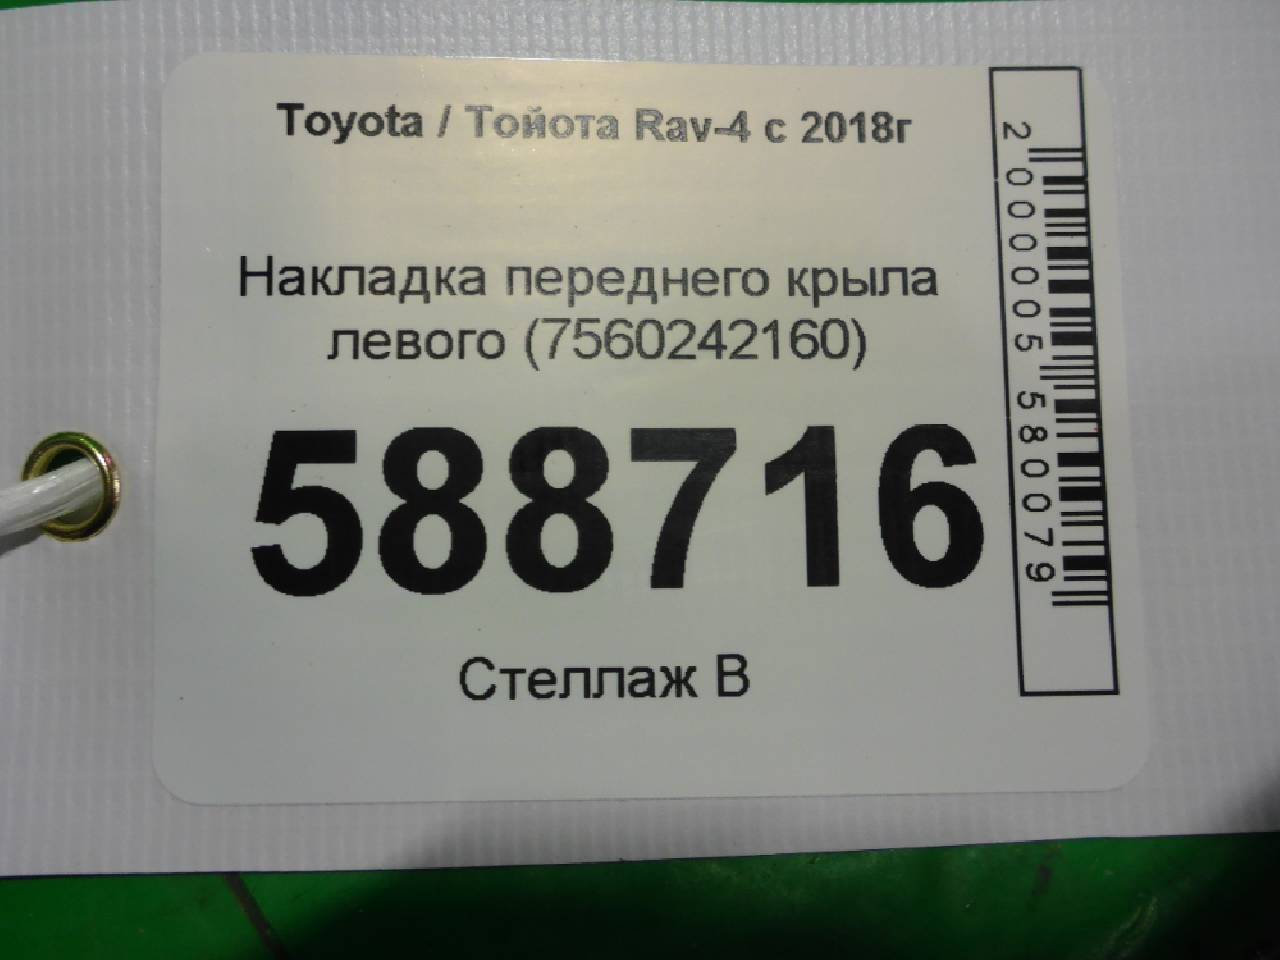 Toyota / Тойота Rav-4 с 2018г
Накладка переднего крыла
левого (7560242160)
588716
Стеллаж В
2000005580079